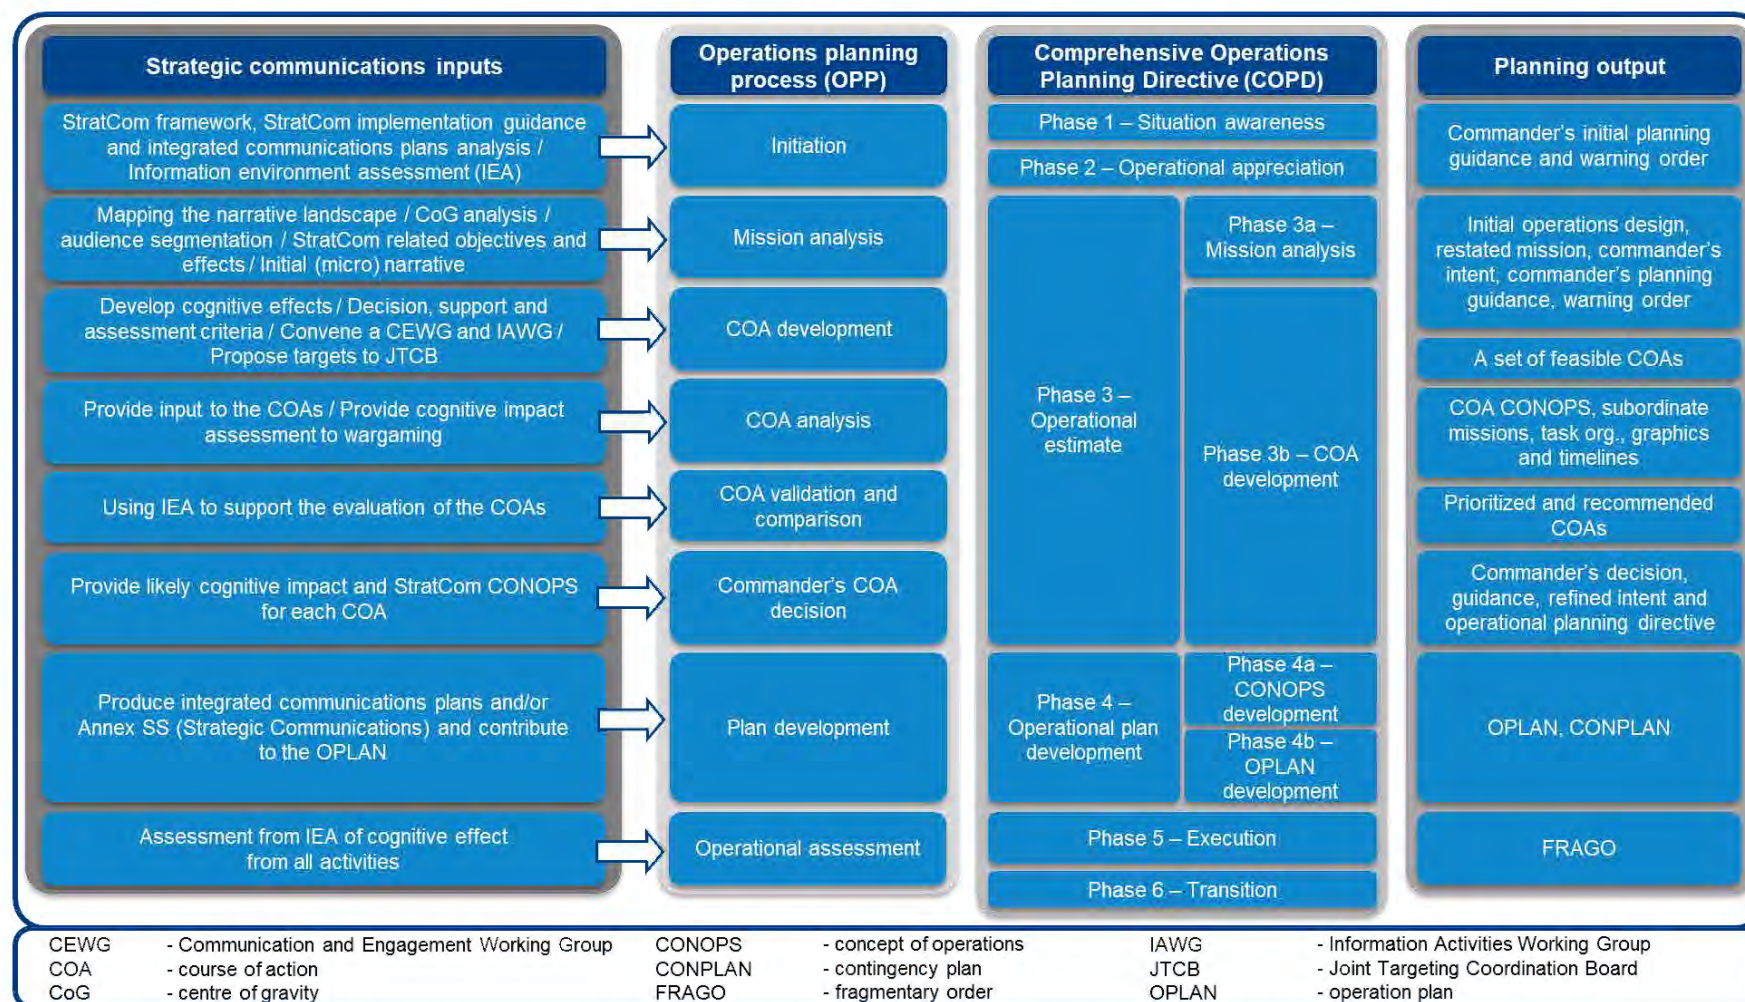 Strategic communications inputs
StratCom framework, StratCom implementation guidance
and integrated communications plans analysis /
Information environment assessment (IEA)
Mapping the narrative landscape / CoG analysis /
audience segmentation / StratCom related objectives and
effects / Initial (micro) narrative
Develop cognitive effects / Decision, support and
assessment criteria / Convene a CEWG and IAWG /
Propose targets to JTCB
Provide input to the COAs / Provide cognitive impact
assessment to wargaming
Using IEA to support the evaluation of the COAs
Provide likely cognitive impact and StratCom CONOPS
for each COA
Produce integrated communications plans and/or
Annex SS (Strategic Communications) and contribute
to the OPLAN
Assessment from IEA of cognitive effect
from all activities
Operations planning
process (OPP)
Initiation
Mission analysis
COA development
COA analysis
COA validation and
comparison
Commander's COA
decision
Plan development
Operational assessment
Comprehensive Operations
Planning Directive (COPD)
Phase 1 – Situation awareness
Phase 2 – Operational appreciation
Phase 3 –
Operational
estimate
Phase 3a –
Mission analysis
Phase 3b – COA
development
Phase 4 –
Operational plan
development
Phase 4a –
CONOPS
development
Phase 4b –
OPLAN
development
Phase 5 – Execution
Phase 6 – Transition
Planning output
Commander's initial planning
guidance and warning order
Initial operations design,
restated mission, commander's
intent, commander's planning
guidance, warning order
A set of feasible COAs
COA CONOPS, subordinate
missions, task org., graphics
and timelines
Prioritized and recommended
COAs
Commander's decision,
guidance, refined intent and
operational planning directive
OPLAN, CONPLAN
FRAGO
CEWG - Communication and Engagement Working Group
COA - course of action
CoG - centre of gravity
CONOPS - concept of operations
CONPLAN - contingency plan
FRAGO - fragmentary order
IAWG - Information Activities Working Group
JTCB - Joint Targeting Coordination Board
OPLAN - operation plan